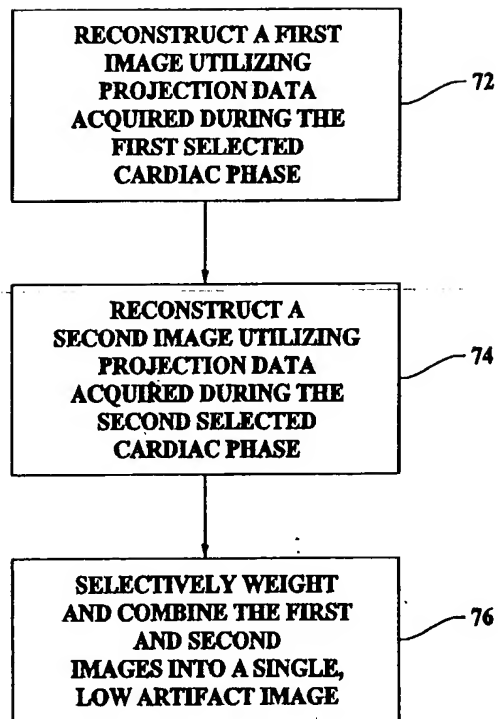 RECONSTRUCT A FIRST
IMAGE UTILIZING
PROJECTION DATA
ACQUIRED DURING THE
FIRST SELECTED
CARDIAC PHASE
72
RECONSTRUCT A
SECOND IMAGE UTILIZING
PROJECTION DATA
ACQUIRED DURING THE
SECOND SELECTED
CARDIAC PHASE
74
SELECTIVELY WEIGHT
AND COMBINE THE FIRST
AND SECOND
IMAGES INTO A SINGLE,
LOW ARTIFACT IMAGE
76